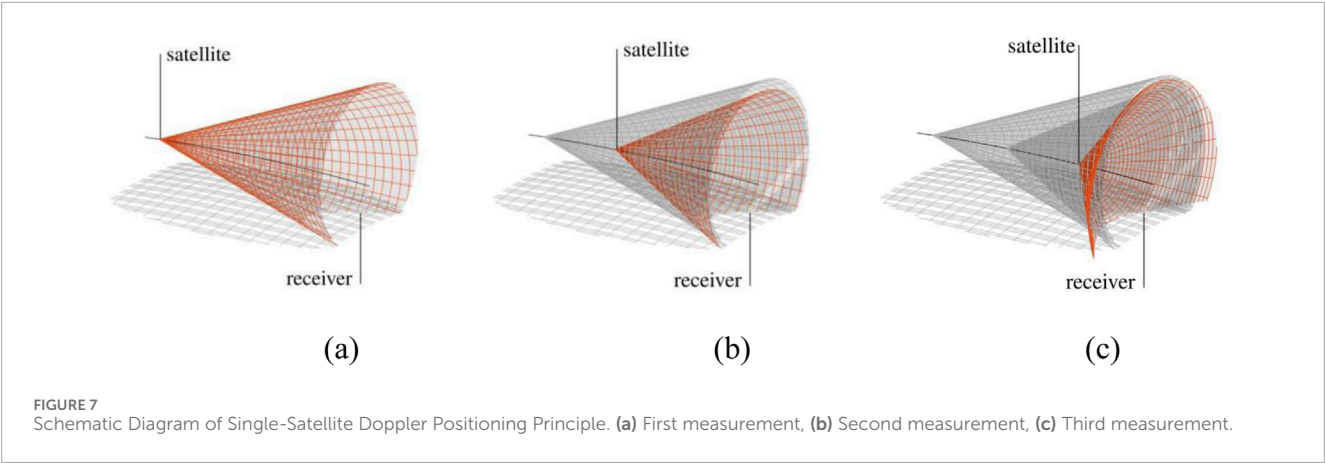 satellite
receiver
(a)
satellite
receiver
(b)
satellite
receiver
(c)
FIGURE 7
Schematic Diagram of Single-Satellite Doppler Positioning Principle. (a) First measurement, (b) Second measurement, (c) Third measurement.